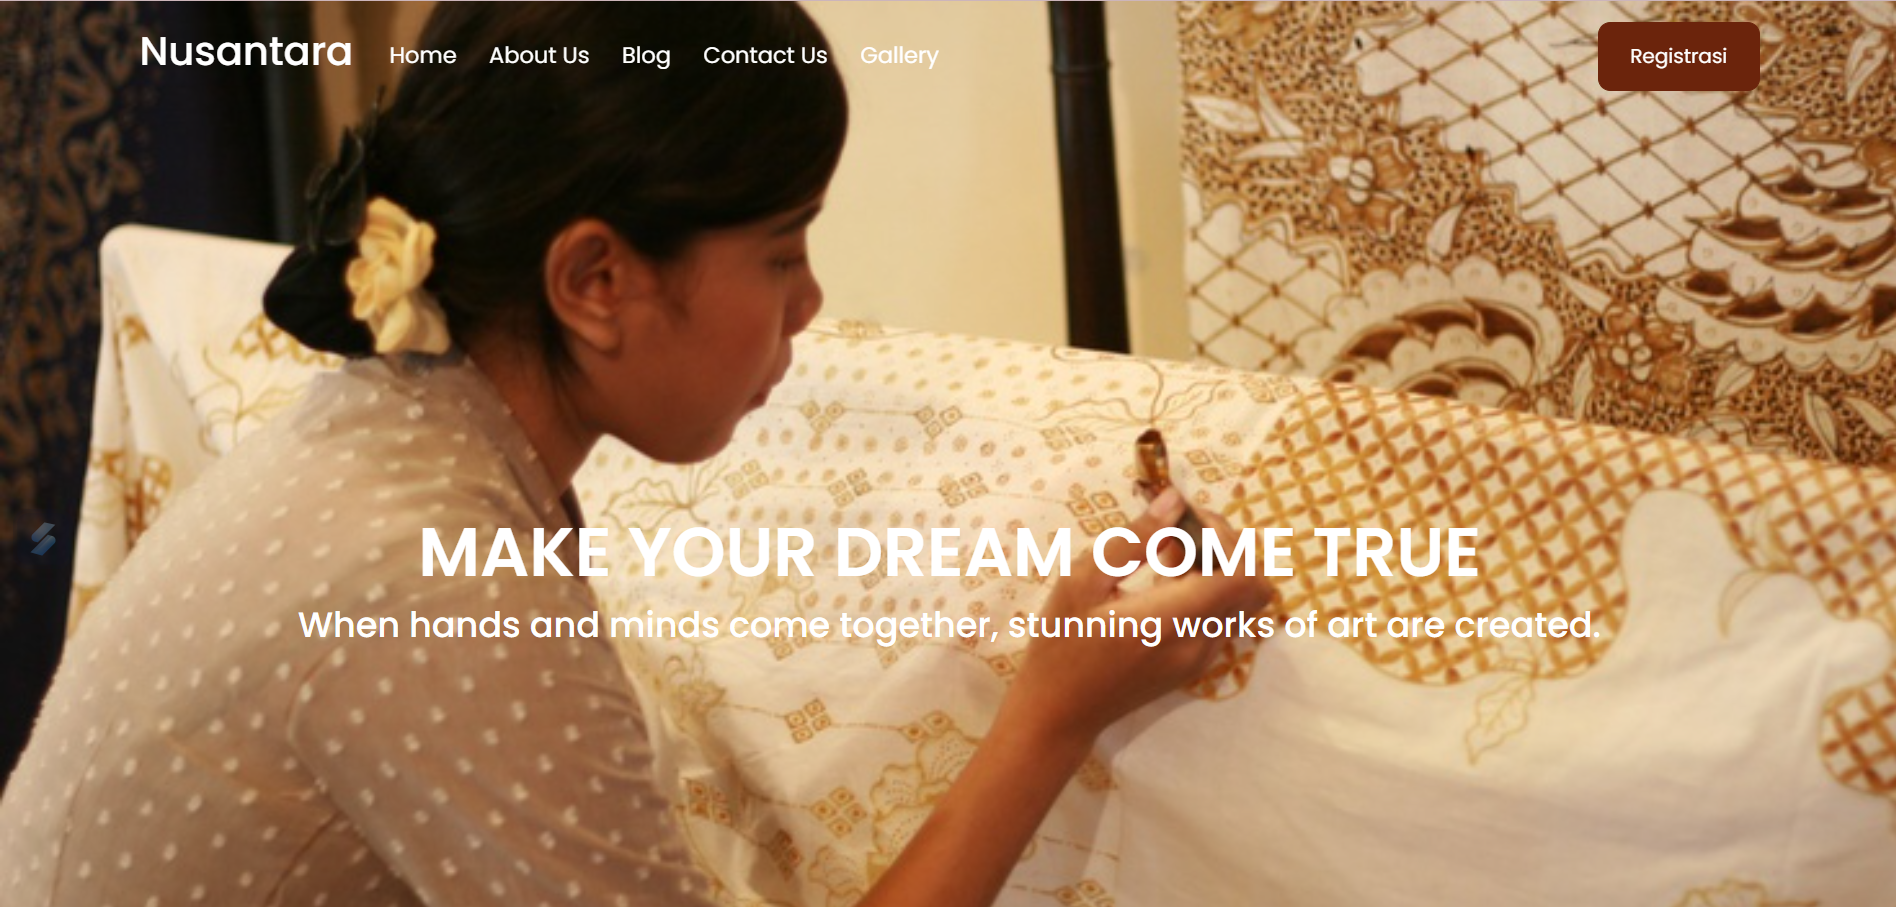 Nusantara Home About Us Blog Contact Us Gallery Registrasi
MAKE YOUR DREAM COME TRUE
When hands and minds come together, stunning works of art are created.